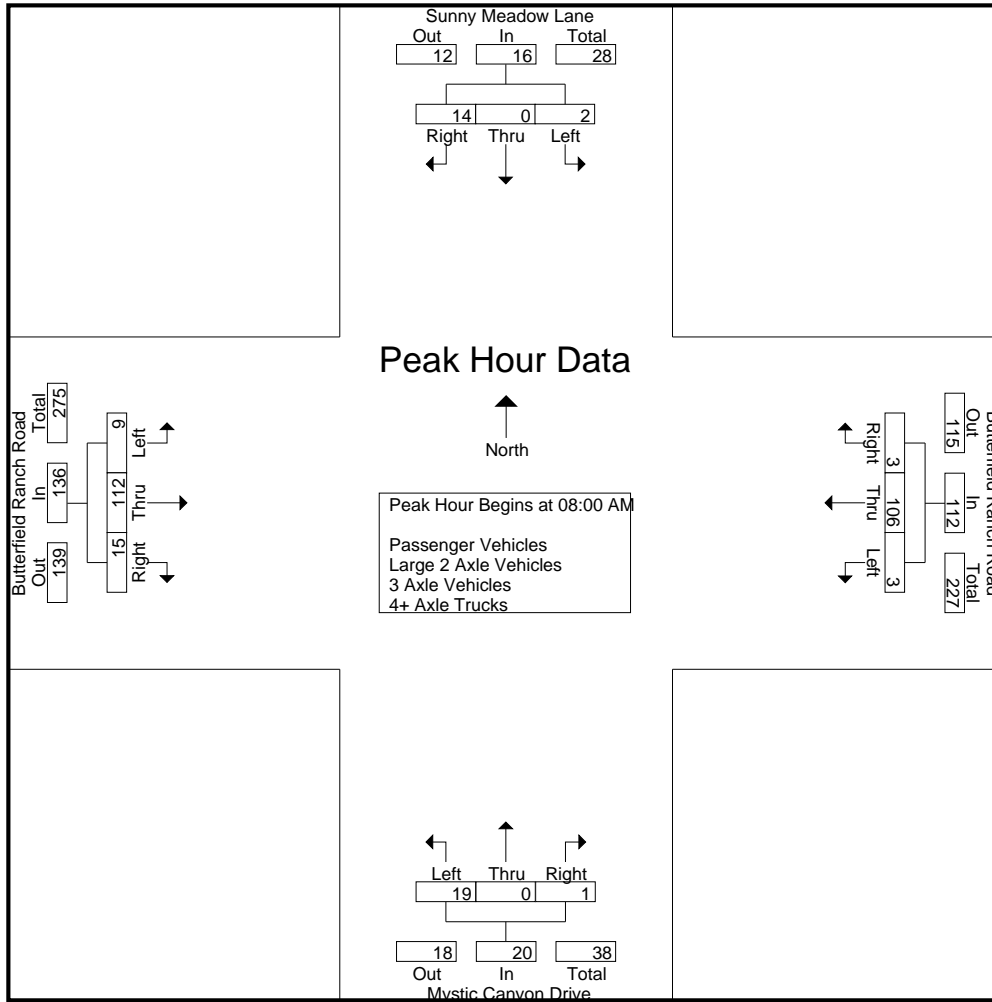 Sunny Meadow Lane
Out In Total
12 16 28
14 0 2
Right Thru Left
Peak Hour Data
North
Peak Hour Begins at 08:00 AM
Passenger Vehicles
Large 2 Axle Vehicles
3 Axle Vehicles
4+ Axle Trucks
Butterfield Ranch Road
Out In Total
139 136 275
9 112 15
Left Thru Right
Butterfield Ranch Road
Out In Total
115 112 227
3 106 3
Right Thru Left
Left Thru Right
19 0 1
18 20 38
Out In Total
Mystic Canyon Drive